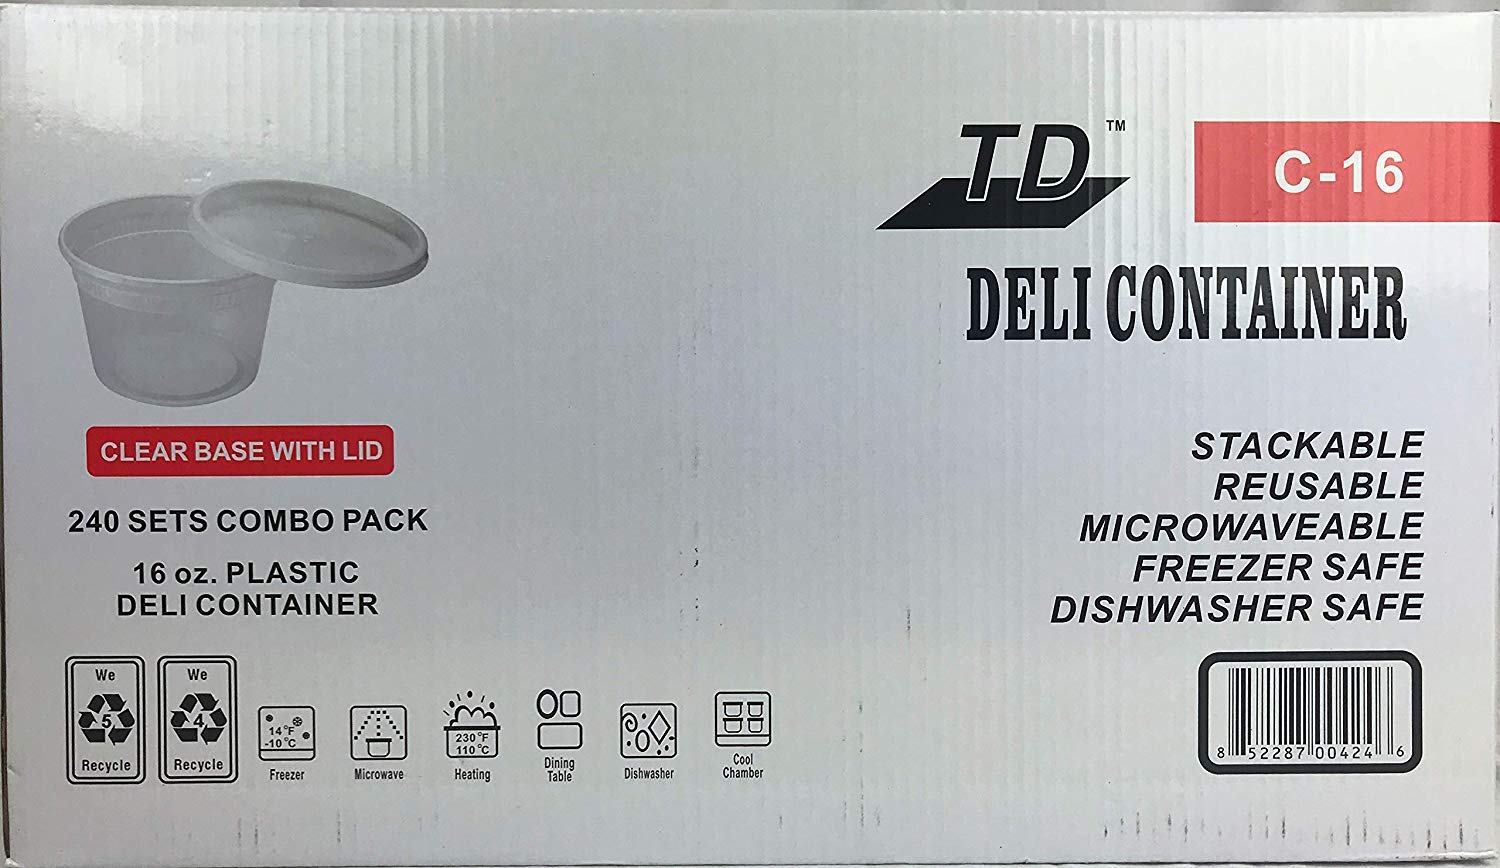 TD™
C-16
DELI CONTAINER
CLEAR BASE WITH LID
240 SETS COMBO PACK
16 oz. PLASTIC
DELI CONTAINER
STACKABLE
REUSABLE
MICROWAVEABLE
FREEZER SAFE
DISHWASHER SAFE
We
5
Recycle
We
4
Recycle
14°F
-10°C
Freezer
Microwave
230°F
110°C
Heating
Dining
Table
Dishwasher
Cool
Chamber
8 52287 00424 6